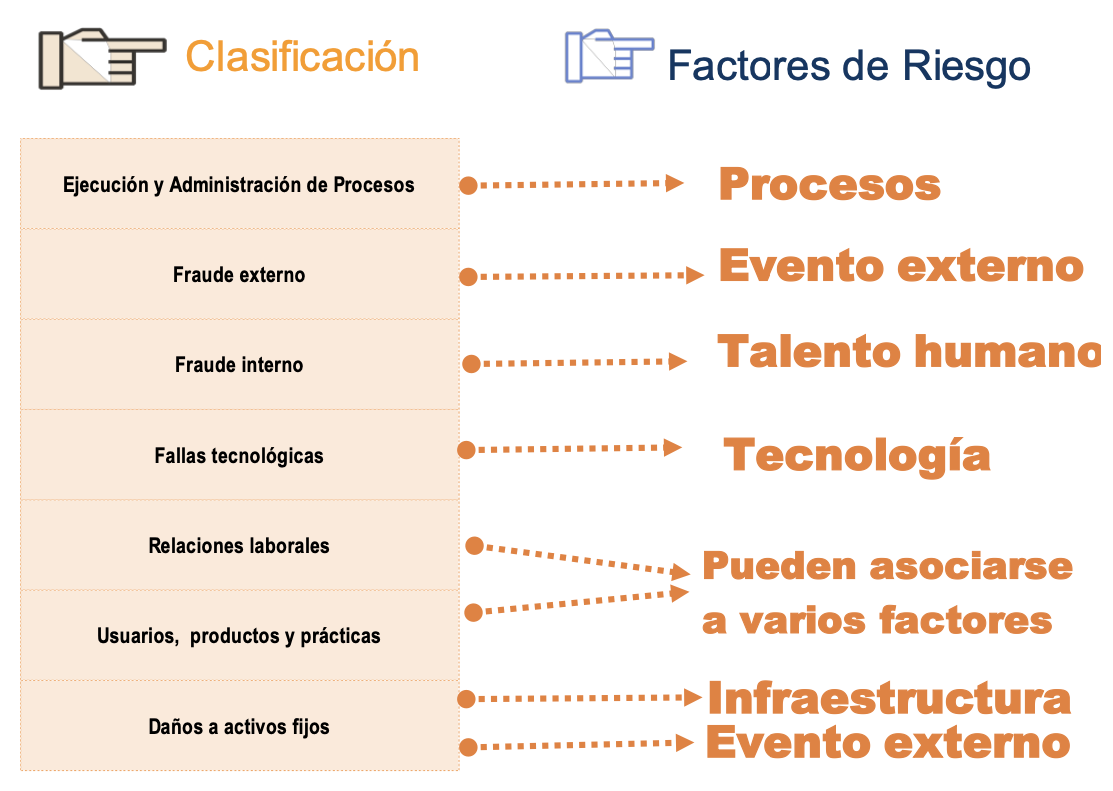 Clasificación
Factores de Riesgo
Ejecución y Administración de Procesos
Procesos
Fraude externo
Evento externo
Fraude interno
Talento humano
Fallas tecnológicas
Tecnología
Relaciones laborales
Pueden asociarse
a varios factores
Usuarios, productos y prácticas
Daños a activos fijos
Infraestructura
Evento externo